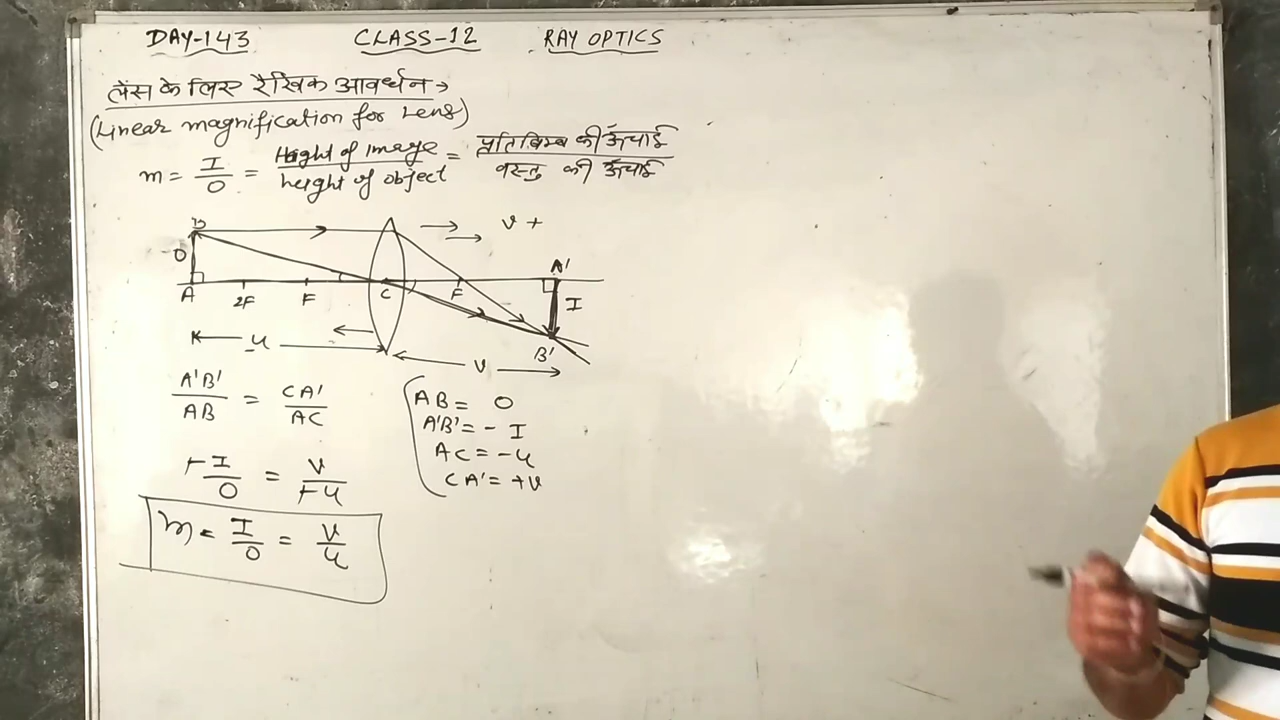 DAY-143 CLASS-12 RAY OPTICS
लेंस के लिए रैखिक आवर्धन →
(Linear magnification for Lens)
m = I/O = Height of image/height of object = प्रतिबिम्ब की ऊँचाई/वस्तु की ऊँचाई
B v +
O A'
A 2F F C F I
u B'
v
A'B'/AB = CA'/AC
AB = O
A'B' = - I
AC = -u
CA' = +v
-I/O = v/-u
m = I/O = v/u